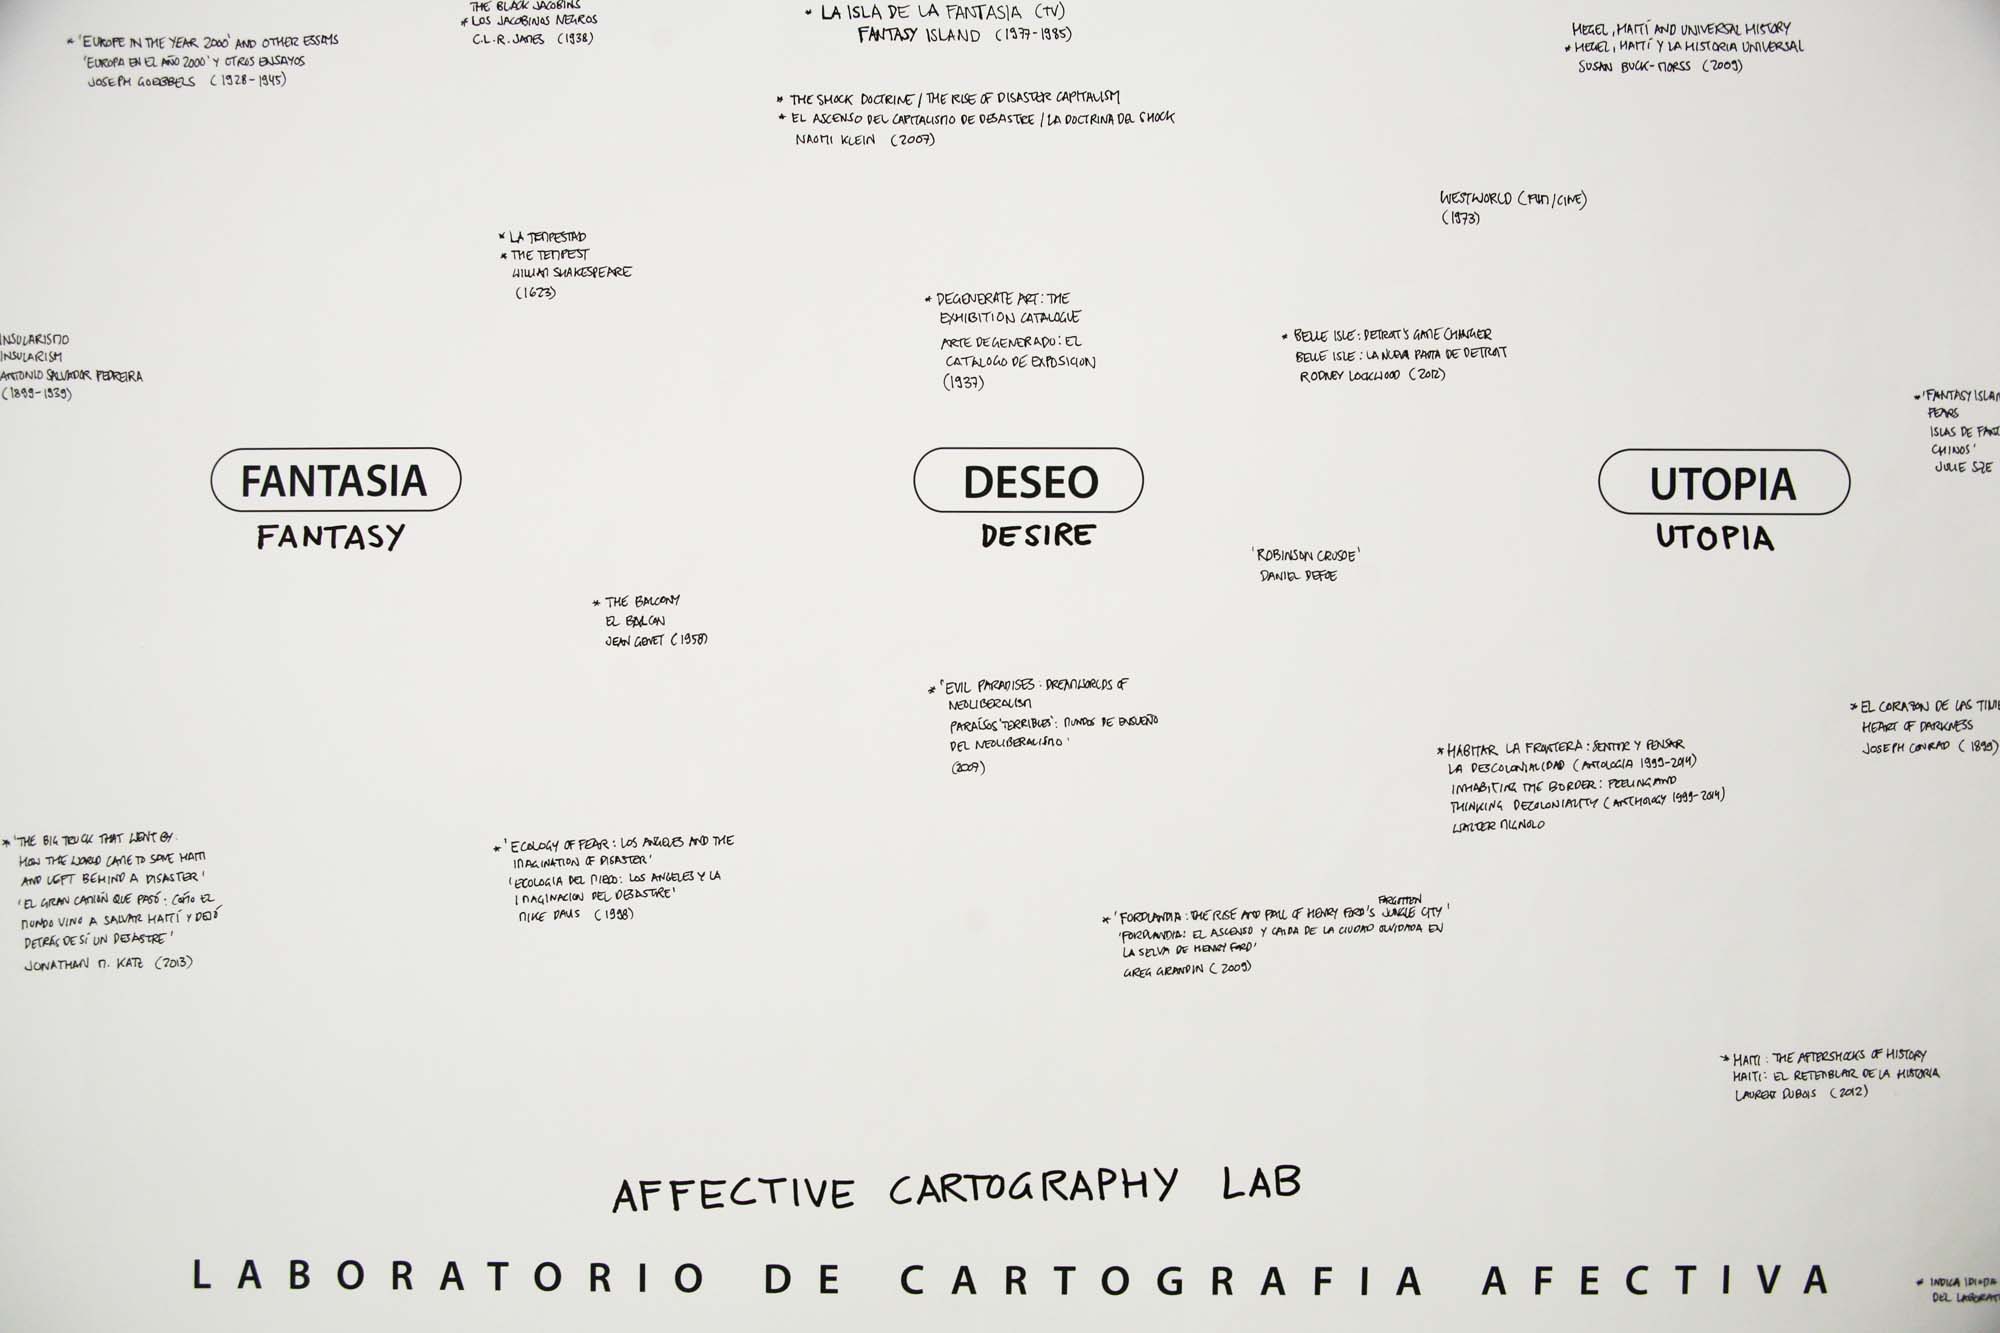 * 'EUROPE IN THE YEAR 2000' AND OTHER ESSAYS
'EUROPA EN EL AÑO 2000' Y OTROS ENSAYOS
JOSEPH GOEBBELS (1928-1945)
THE BLACK JACOBINS
* LOS JACOBINOS NEGROS
C.L.R. JAMES (1938)
* LA ISLA DE LA FANTASIA (TV)
FANTASY ISLAND (1977-1985)
HEGEL, HAITÍ AND UNIVERSAL HISTORY
* HEGEL, HAITÍ Y LA HISTORIA UNIVERSAL
SUSAN BUCK-MORSS (2009)
* THE SHOCK DOCTRINE / THE RISE OF DISASTER CAPITALISM
* EL ASCENSO DEL CAPITALISMO DE DESASTRE / LA DOCTRINA DEL SHOCK
NAOMI KLEIN (2007)
WESTWORLD (FILM/CINE)
(1973)
* LA TEMPESTAD
* THE TEMPEST
WILLIAM SHAKESPEARE
(1623)
* DEGENERATE ART: THE
EXHIBITION CATALOGUE
ARTE DEGENERADO: EL
CATALOGO DE EXPOSICION
(1937)
* BELLE ISLE: DETROIT'S GAME CHANGER
BELLE ISLE: LA NUEVA PAUTA DE DETROIT
RODNEY LOCKWOOD (2012)
INSULARISMO
INSULARISM
ANTONIO SALVADOR PEDREIRA
(1899-1939)
* 'FANTASY ISLAN
FEARS
ISLAS DE
CHINOS'
JULIE SZE
FANTASIA
FANTASY
DESEO
DESIRE
UTOPIA
UTOPIA
'ROBINSON CRUSOE'
DANIEL DEFOE
* THE BALCONY
EL BALCON
JEAN GENET (1958)
* 'EVIL PARADISES: DREAMWORLDS OF
NEOLIBERALISM
PARAÍSOS 'TERRIBLES': MUNDOS DE ENSUEÑO
DEL NEOLIBERALISMO'
(2007)
* EL CORAZON DE LAS TINIE
HEART OF DARKNESS
JOSEPH CONRAD (1899)
* HABITAR LA FRONTERA: SENTIR Y PENSAR
LA DESCOLONIALIDAD (ANTOLOGIA 1999-2014)
INHABITING THE BORDER: FEELING AND
THINKING DECOLONIALITY (ANTHOLOGY 1999-2014)
WALTER MIGNOLO
* 'THE BIG TRUCK THAT WENT BY:
HOW THE WORLD CAME TO SAVE HAITI
AND LEFT BEHIND A DISASTER'
'EL GRAN CAMIÓN QUE PASÓ: CÓMO EL
MUNDO VINO A SALVAR HAITÍ Y DEJÓ
DETRÁS DE SÍ UN DESASTRE'
JONATHAN M. KATZ (2013)
* 'ECOLOGY OF FEAR: LOS ANGELES AND THE
IMAGINATION OF DISASTER'
'ECOLOGIA DEL MIEDO: LOS ANGELES Y LA
IMAGINACION DEL DESASTRE'
MIKE DAVIS (1998)
FORGOTTEN
* 'FORDLANDIA: THE RISE AND FALL OF HENRY FORD'S JUNGLE CITY'
'FORDLANDIA: EL ASCENSO Y CAIDA DE LA CIUDAD OLVIDADA EN
LA SELVA DE HENRY FORD'
GREG GRANDIN (2009)
* HAITI: THE AFTERSHOCKS OF HISTORY
HAITI: EL RETEMBLAR DE LA HISTORIA
LAURENT DUBOIS (2012)
AFFECTIVE CARTOGRAPHY LAB
LABORATORIO DE CARTOGRAFIA AFECTIVA
* INDICA IDIOMA
DEL LABORAT